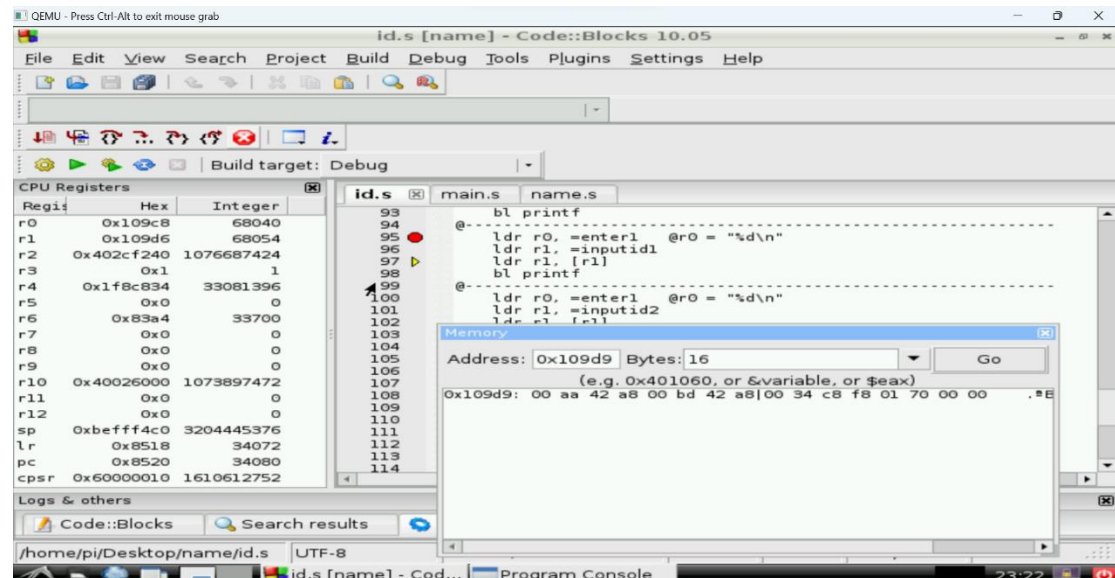 QEMU - Press Ctrl-Alt to exit mouse grab
id.s [name] - Code::Blocks 10.05
File Edit View Search Project Build Debug Tools Plugins Settings Help
Build target: Debug
CPU Registers
Regis Hex Integer
r0 0x109c8 68040
r1 0x109d6 68054
r2 0x402cf240 1076687424
r3 0x1 1
r4 0x1f8c834 33081396
r5 0x0 0
r6 0x83a4 33700
r7 0x0 0
r8 0x0 0
r9 0x0 0
r10 0x40026000 1073897472
r11 0x0 0
r12 0x0 0
sp 0xbefff4c0 3204445376
lr 0x8518 34072
pc 0x8520 34080
cpsr 0x60000010 1610612752
id.s main.s name.s
93 bl printf
94 @------------------------------------------------------------
95 ldr r0, =enter1 @r0 = "%d\n"
96 ldr r1, =inputid1
97 ldr r1, [r1]
98 bl printf
99 @------------------------------------------------------------
100 ldr r0, =enter1 @r0 = "%d\n"
101 ldr r1, =inputid2
102 ldr r1, [r1]
103
104
105
106
107
108
109
110
111
112
113
114
Memory
Address: 0x109d9 Bytes: 16 Go
(e.g. 0x401060, or &variable, or $eax)
0x109d9: 00 aa 42 a8 00 bd 42 a8|00 34 c8 f8 01 70 00 00 .ªB
Logs & others
Code::Blocks Search results
/home/pi/Desktop/name/id.s UTF-8
id.s [name] - Cod... Program Console 23:22